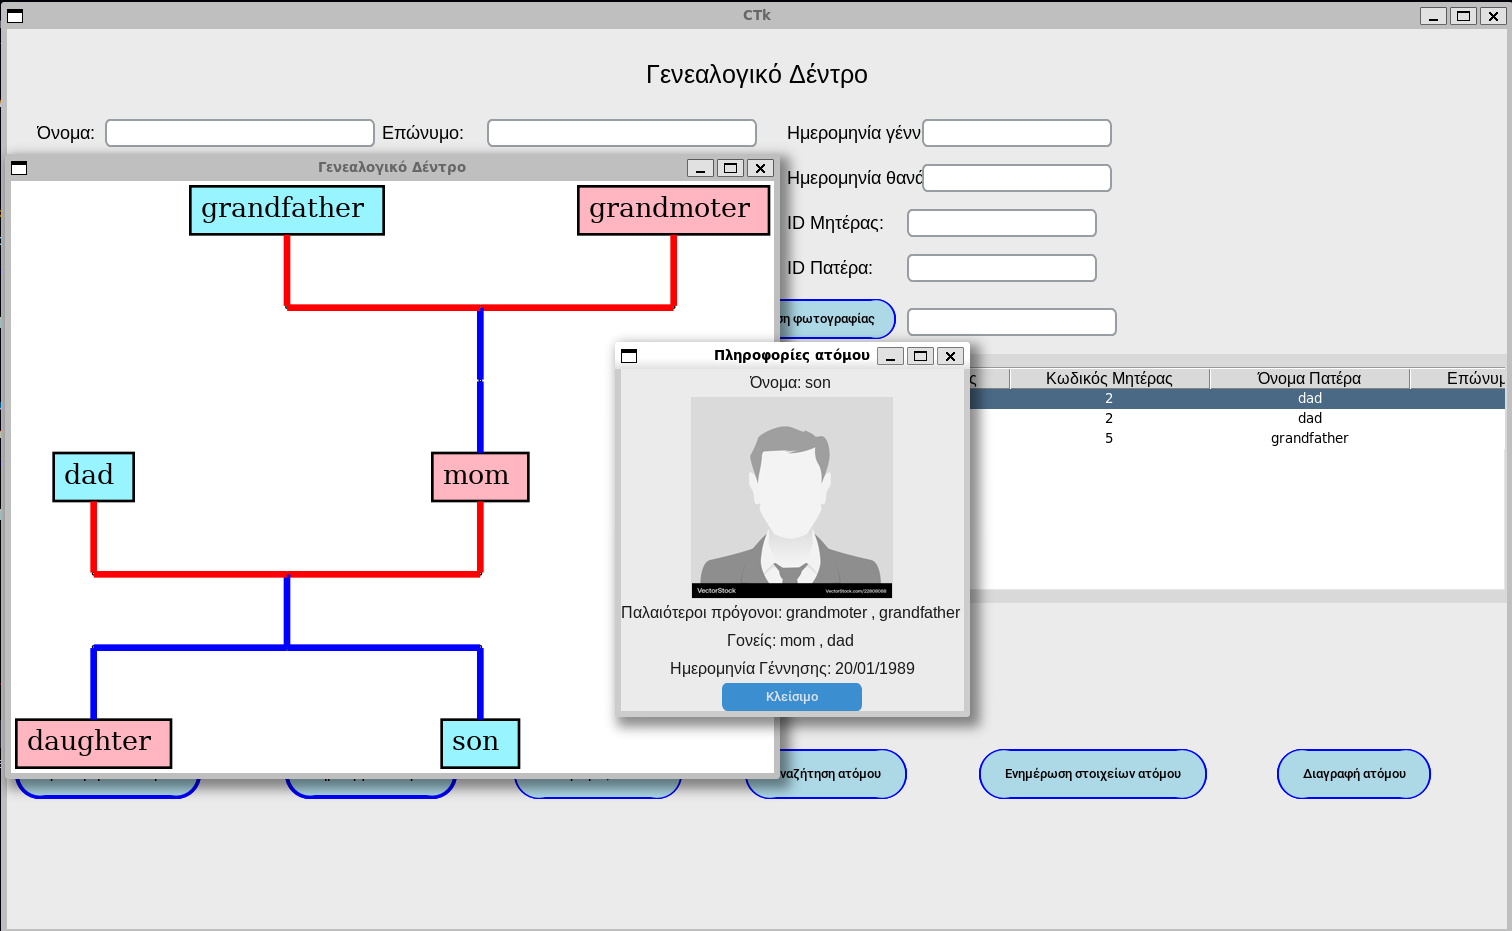 CTk
Γενεαλογικό Δέντρο
Όνομα:
Επώνυμο:
Ημερομηνία γένν
Ημερομηνία θανά
ID Μητέρας:
ID Πατέρα:
φωτογραφίας
Γενεαλογικό Δέντρο
grandfather
grandmoter
dad
mom
daughter
son
Πληροφορίες ατόμου
Όνομα: son
VectorStock
Παλαιότεροι πρόγονοι: grandmoter , grandfather
Γονείς: mom , dad
Ημερομηνία Γέννησης: 20/01/1989
Κλείσιμο
ς Κωδικός Μητέρας Όνομα Πατέρα Επώνυμ
2 dad
2 dad
5 grandfather
ναζήτηση ατόμου
Ενημέρωση στοιχείων ατόμου
Διαγραφή ατόμου